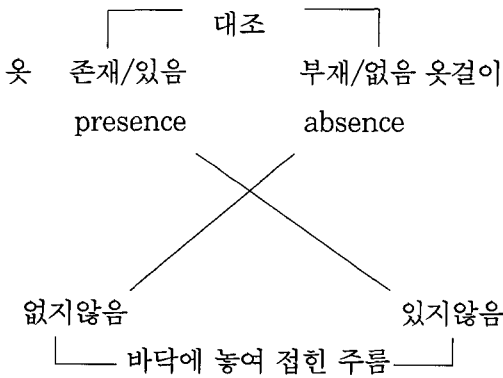 대조
옷 존재/있음 부재/없음 옷걸이
presence absence
없지않음 있지않음
바닥에 놓여 접힌 주름